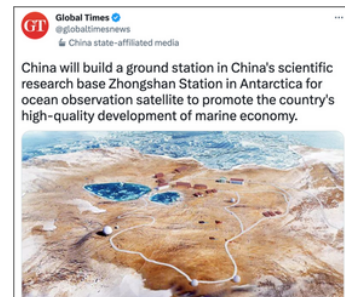 GT
Global Times
@globaltimesnews
China state-affiliated media
China will build a ground station in China's scientific
research base Zhongshan Station in Antarctica for
ocean observation satellite to promote the country's
high-quality development of marine economy.